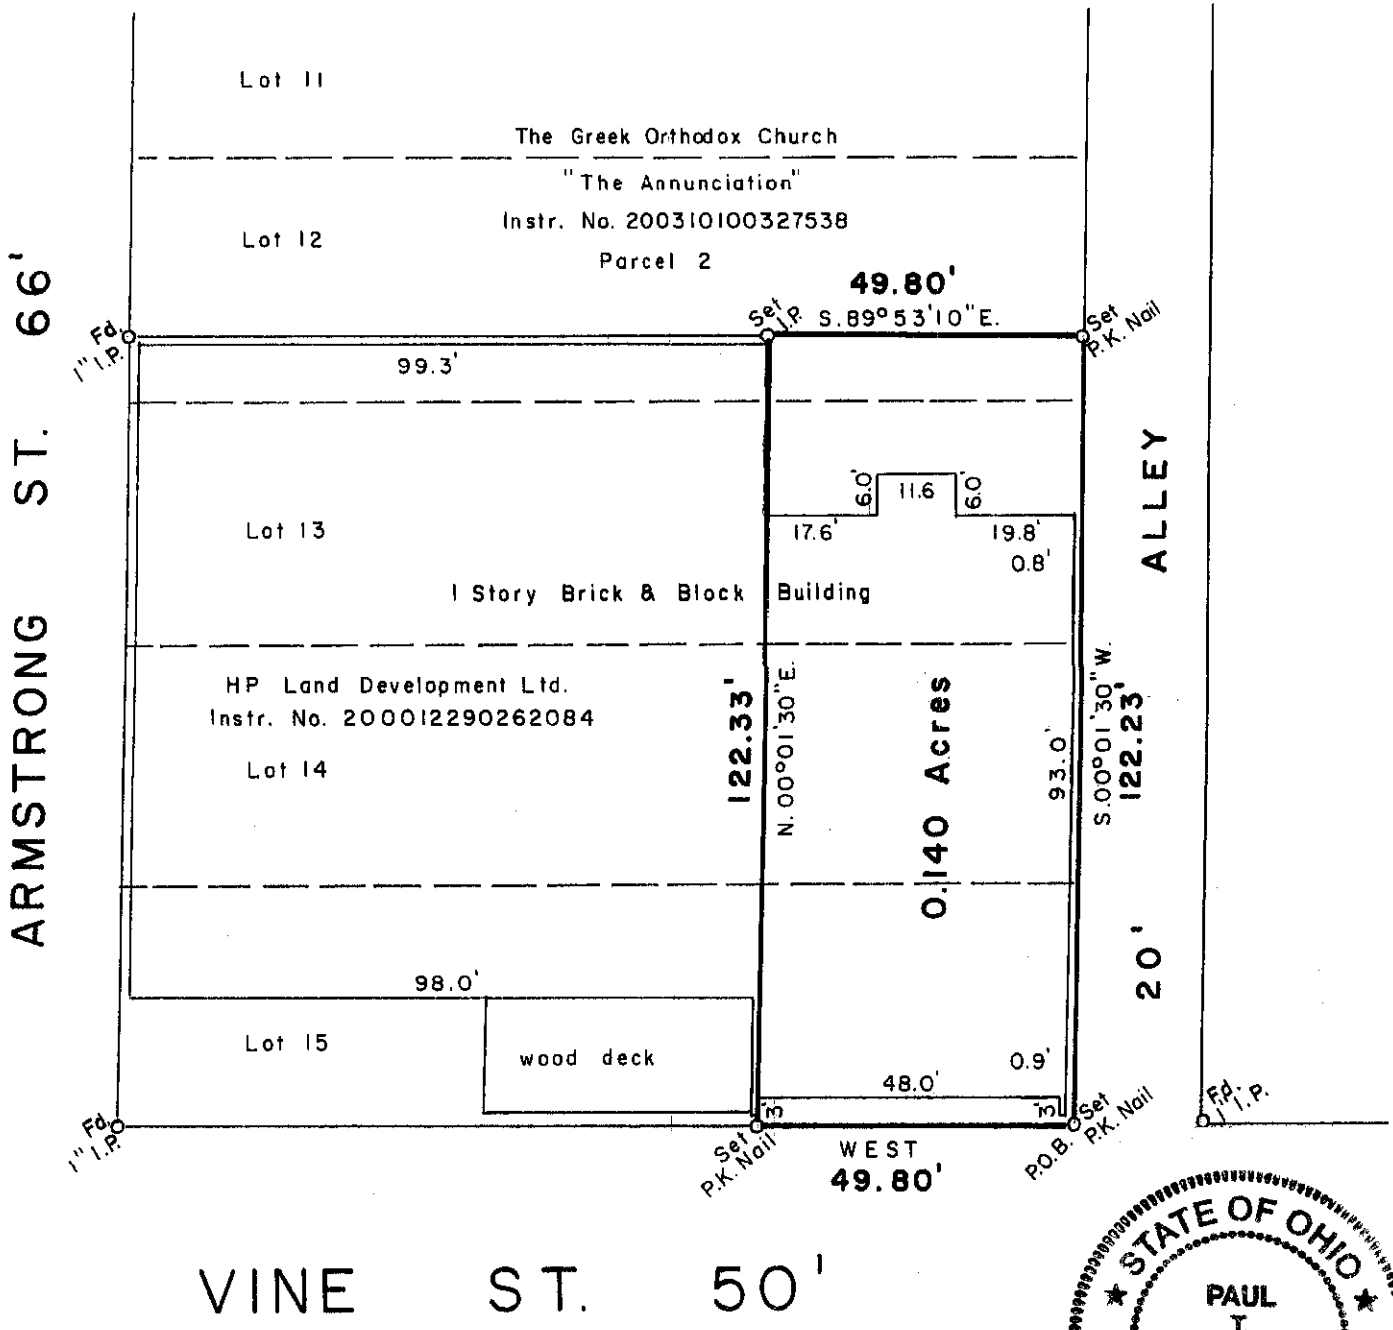 Lot 11
The Greek Orthodox Church
"The Annunciation"
Instr. No. 200310100327538
Parcel 2
Lot 12
49.80'
S.89°53'10"E.
Fd.
1" I.P.
Set
I.P.
Set
P.K. Nail
99.3'
ARMSTRONG ST. 66'
6.0'
11.6
6.0'
17.6'
19.8'
0.8'
Lot 13
1 Story Brick & Block Building
ALLEY
20'
HP Land Development Ltd.
Instr. No. 200012290262084
Lot 14
122.33'
N.00°01'30"E.
0.140 Acres
93.0'
S.00°01'30"W.
122.23'
98.0'
Lot 15
wood deck
0.9'
48.0'
3'
3'
Fd.
1" I.P.
Set
P.K. Nail
WEST
49.80'
P.O.B.
Set
P.K. Nail
Fd.
1" I.P.
VINE ST. 50'
STATE OF OHIO
PAUL
T